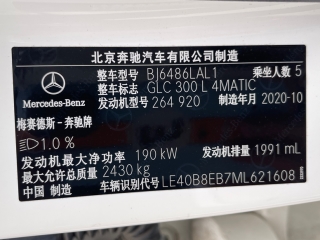 北京奔驰汽车有限公司制造
整车型号 BJ6486LAL1 乘坐人数 5
整车标志 GLC 300 L 4MATIC
发动机型号 264 920 制造年月 2020-10
Mercedes-Benz
梅赛德斯-奔驰牌
1.0 %
发动机最大净功率 190 kW 发动机排量 1991 mL
最大允许总质量 2430 kg
中国 制造 车辆识别代号 LE40B8EB7ML621608